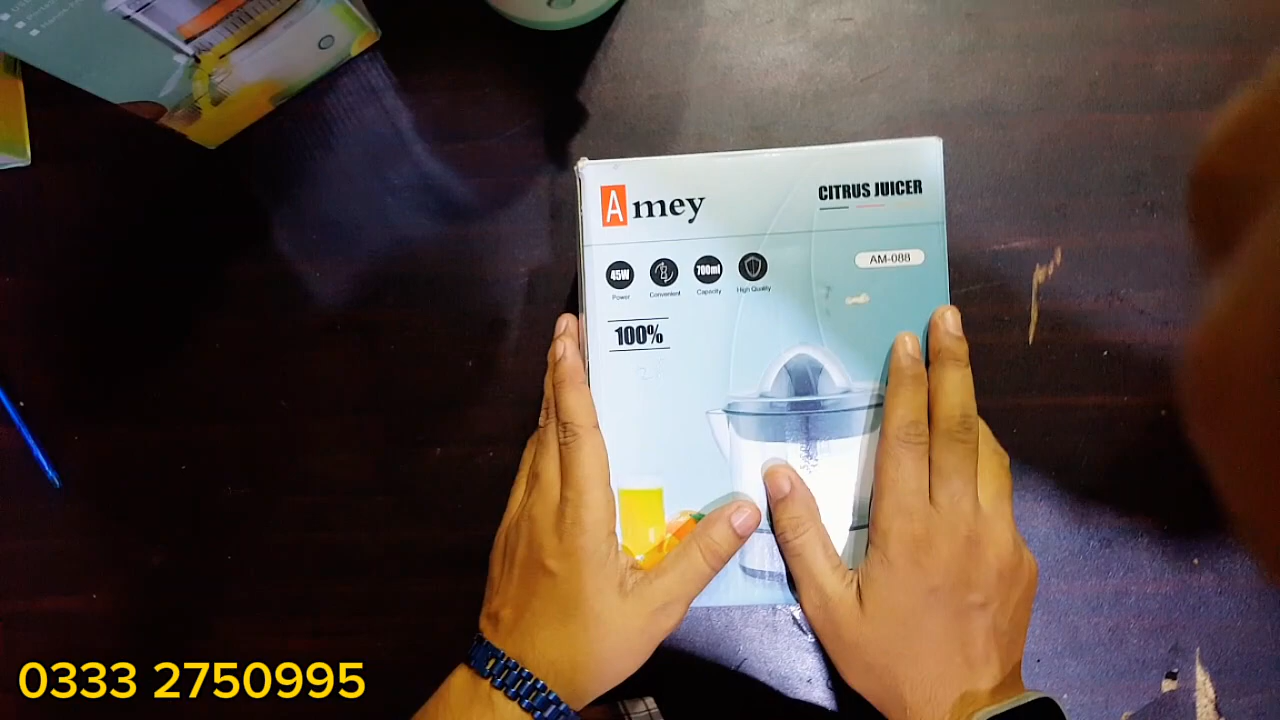 Amey
CITRUS JUICER
AM-088
45W
Power
Convenient
700ml
Capacity
High Quality
100%
0333 2750995